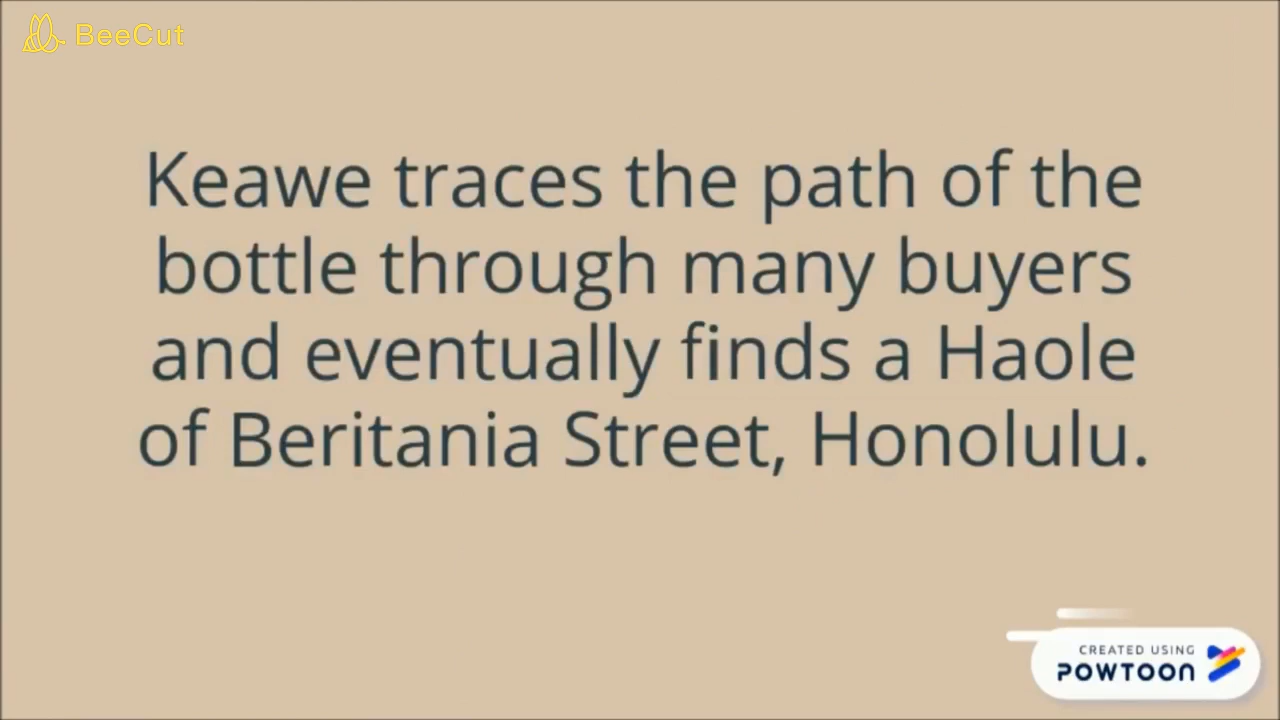 BeeCut
Keawe traces the path of the
bottle through many buyers
and eventually finds a Haole
of Beritania Street, Honolulu.
CREATED USING
POWTOON